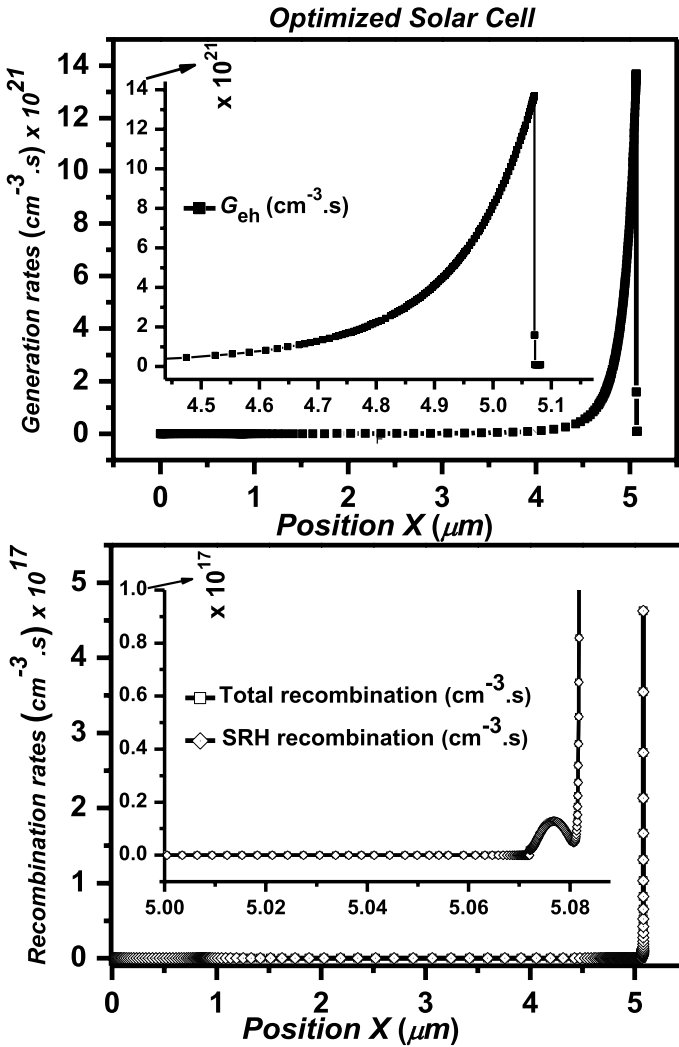 Optimized Solar Cell
Generation rates (cm⁻³.s) x 10²¹
14
12
10
8
6
4
2
0
x 10²¹
14
12
10
8
6
4
2
0
G_eh (cm⁻³.s)
4.5 4.6 4.7 4.8 4.9 5.0 5.1
0 1 2 3 4 5
Position X (μm)
Recombination rates (cm⁻³.s) x 10¹⁷
5
4
3
2
1
0
x 10¹⁷
1.0
0.8
0.6
0.4
0.2
0.0
Total recombination (cm⁻³.s)
SRH recombination (cm⁻³.s)
5.00 5.02 5.04 5.06 5.08
0 1 2 3 4 5
Position X (μm)